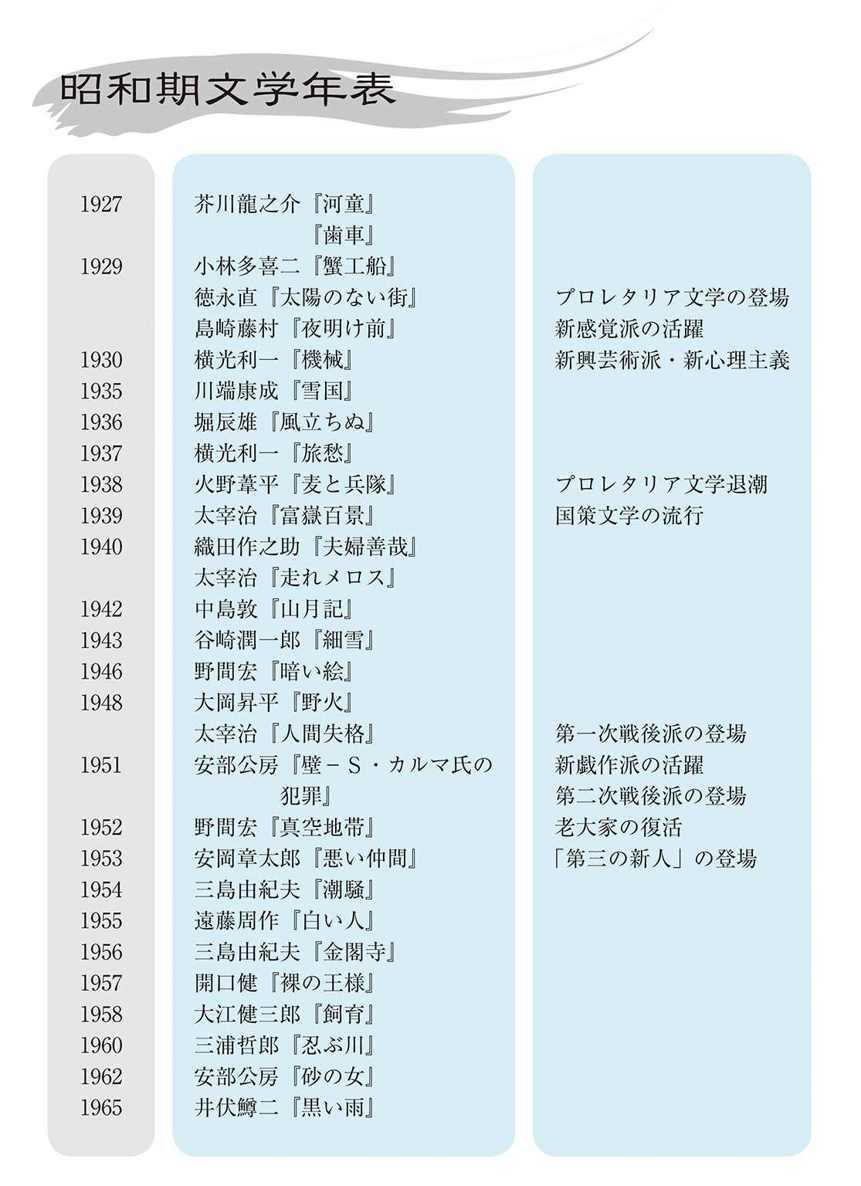 昭和期文学年表
1927 芥川龍之介『河童』
『歯車』
1929 小林多喜二『蟹工船』
徳永直『太陽のない街』 プロレタリア文学の登場
島崎藤村『夜明け前』 新感覚派の活躍
1930 横光利一『機械』 新興芸術派・新心理主義
1935 川端康成『雪国』
1936 堀辰雄『風立ちぬ』
1937 横光利一『旅愁』
1938 火野葦平『麦と兵隊』 プロレタリア文学退潮
1939 太宰治『富嶽百景』 国策文学の流行
1940 織田作之助『夫婦善哉』
太宰治『走れメロス』
1942 中島敦『山月記』
1943 谷崎潤一郎『細雪』
1946 野間宏『暗い絵』
1948 大岡昇平『野火』
太宰治『人間失格』 第一次戦後派の登場
1951 安部公房『壁－Ｓ・カルマ氏の 新戯作派の活躍
犯罪』 第二次戦後派の登場
1952 野間宏『真空地帯』 老大家の復活
1953 安岡章太郎『悪い仲間』 「第三の新人」の登場
1954 三島由紀夫『潮騒』
1955 遠藤周作『白い人』
1956 三島由紀夫『金閣寺』
1957 開口健『裸の王様』
1958 大江健三郎『飼育』
1960 三浦哲郎『忍ぶ川』
1962 安部公房『砂の女』
1965 井伏鱒二『黒い雨』